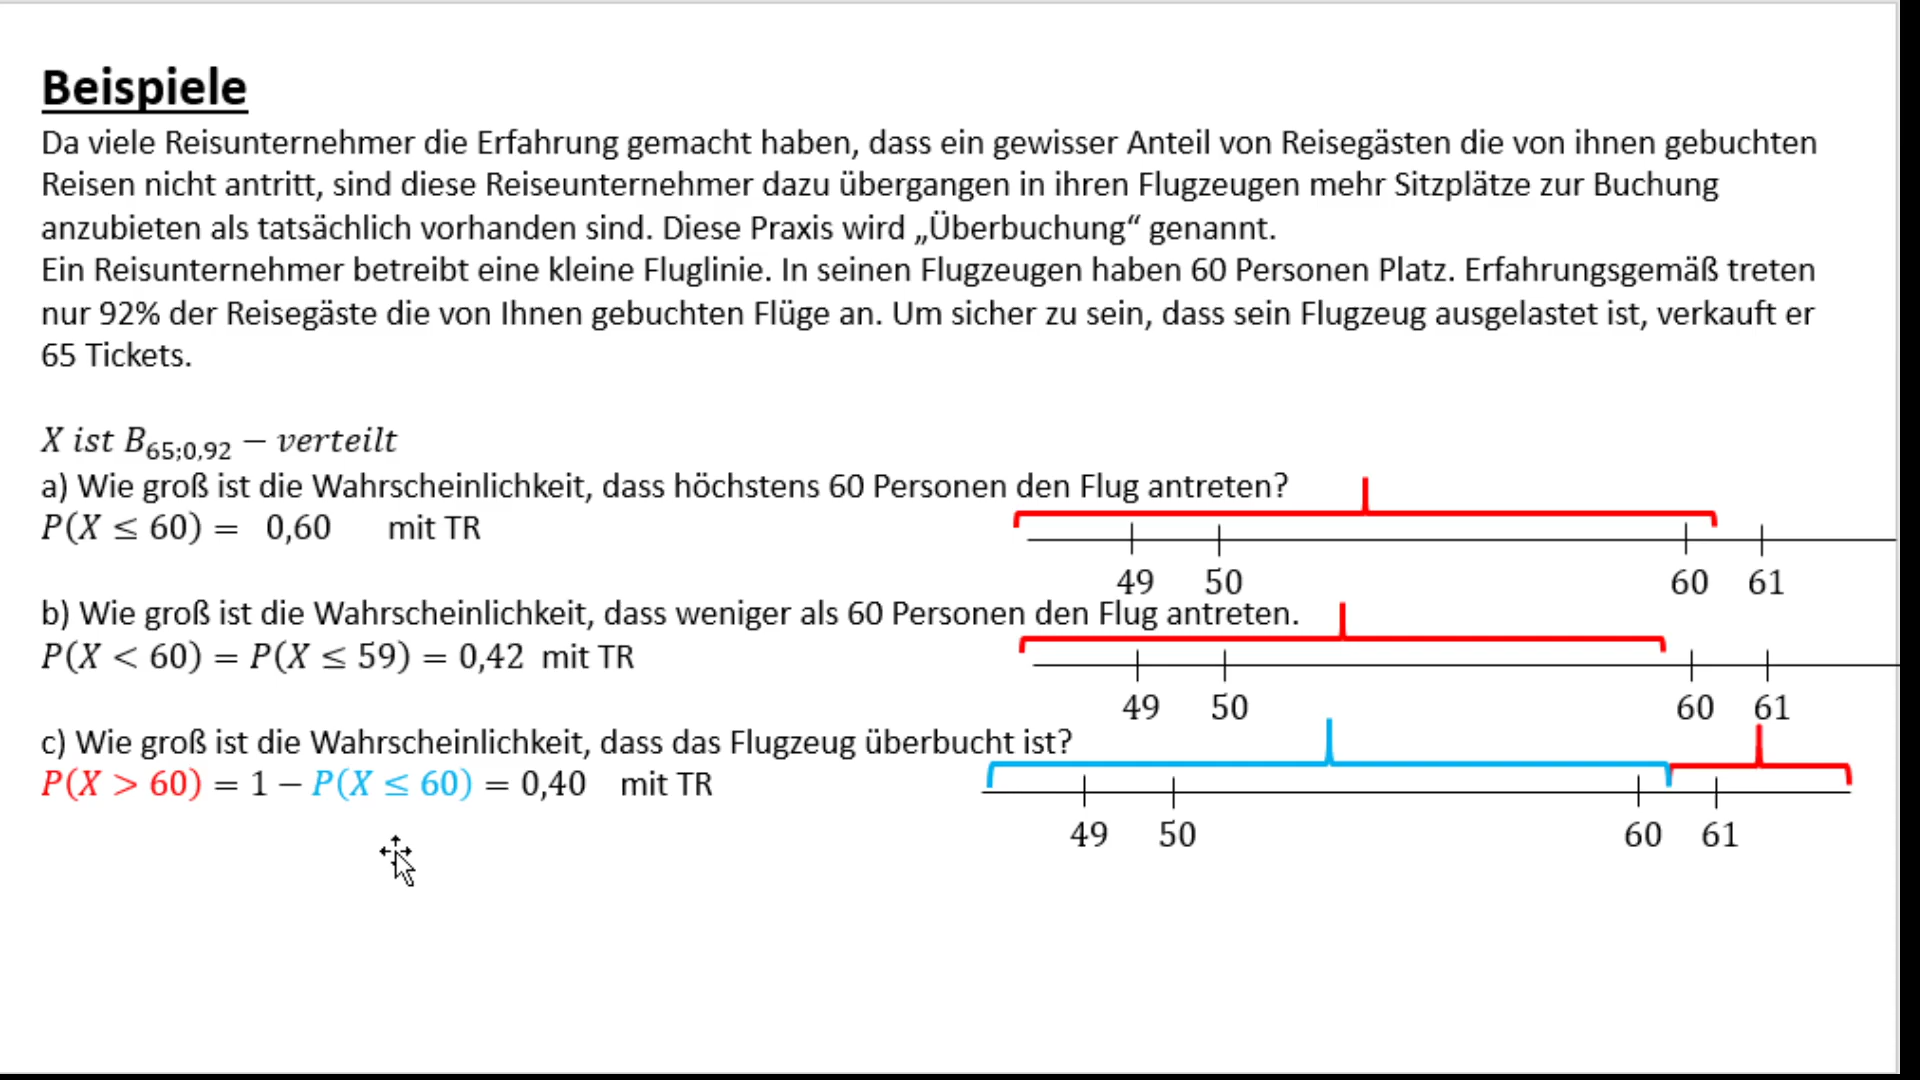 Beispiele
Da viele Reisunternehmer die Erfahrung gemacht haben, dass ein gewisser Anteil von Reisegästen die von ihnen gebuchten
Reisen nicht antritt, sind diese Reiseunternehmer dazu übergangen in ihren Flugzeugen mehr Sitzplätze zur Buchung
anzubieten als tatsächlich vorhanden sind. Diese Praxis wird „Überbuchung“ genannt.
Ein Reisunternehmer betreibt eine kleine Fluglinie. In seinen Flugzeugen haben 60 Personen Platz. Erfahrungsgemäß treten
nur 92% der Reisegäste die von Ihnen gebuchten Flüge an. Um sicher zu sein, dass sein Flugzeug ausgelastet ist, verkauft er
65 Tickets.
X ist B65;0,92 − verteilt
a) Wie groß ist die Wahrscheinlichkeit, dass höchstens 60 Personen den Flug antreten?
P(X ≤ 60) = 0,60 mit TR
49 50 60 61
b) Wie groß ist die Wahrscheinlichkeit, dass weniger als 60 Personen den Flug antreten.
P(X < 60) = P(X ≤ 59) = 0,42 mit TR
49 50 60 61
c) Wie groß ist die Wahrscheinlichkeit, dass das Flugzeug überbucht ist?
P(X > 60) = 1 − P(X ≤ 60) = 0,40 mit TR
49 50 60 61